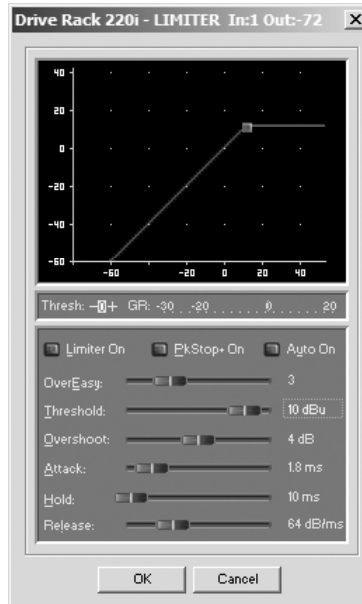 Drive Rack 220i - LIMITER In:1 Out:-72
40
20
0
-20
-40
-60
-60 -40 -20 0 20 40
Thresh: -0+ GR: -30 . . -20 . . . . . . . 0 . . . . . . 20
Limiter On PkStop+ On Auto On
OverEasy: 3
Threshold: 10 dBu
Overshoot: 4 dB
Attack: 1.8 ms
Hold: 10 ms
Release: 64 dB/ms
OK Cancel